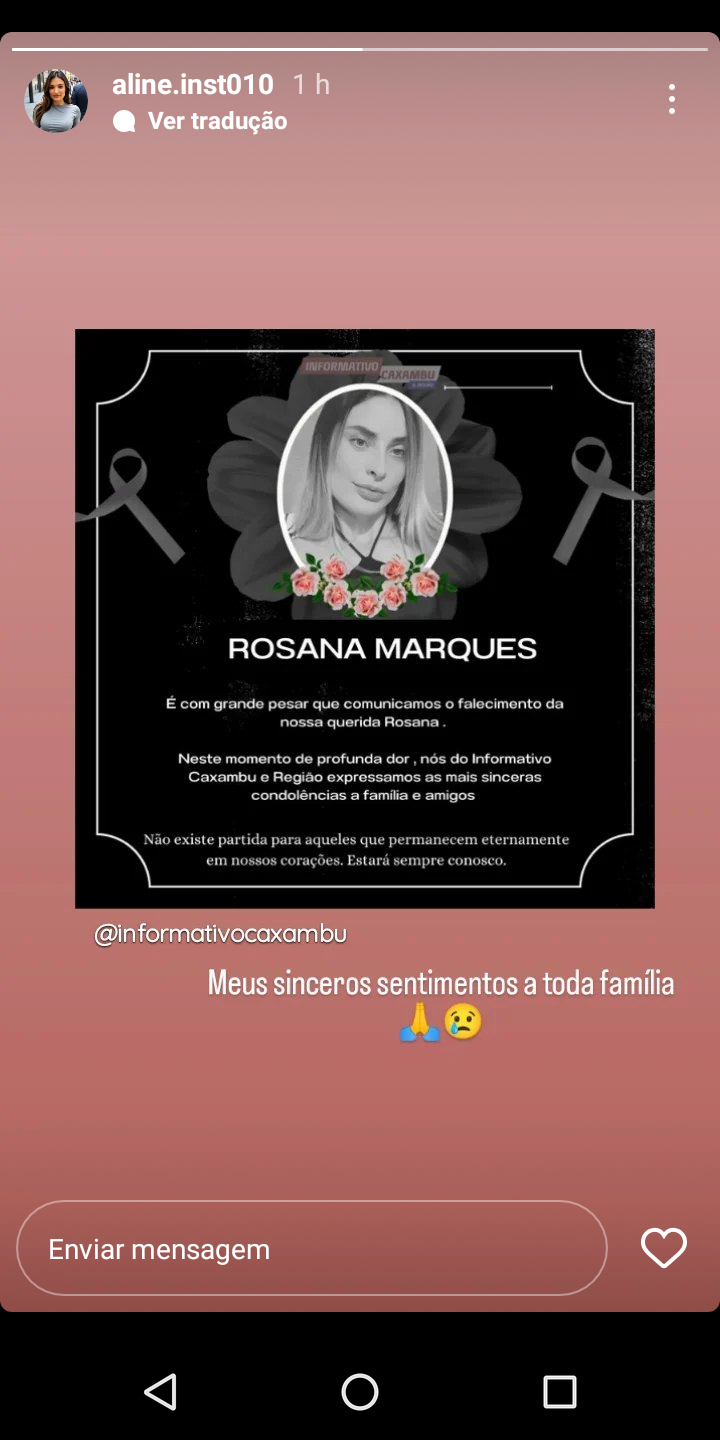 aline.inst010 1 h
Ver tradução
INFORMATIVO
CAXAMBU
ROSANA MARQUES
É com grande pesar que comunicamos o falecimento da
nossa querida Rosana .
Neste momento de profunda dor , nós do Informativo
Caxambu e Região expressamos as mais sinceras
condolências a família e amigos
Não existe partida para aqueles que permanecem eternamente
em nossos corações. Estará sempre conosco.
@informativocaxambu
Meus sinceros sentimentos a toda família
🙏😢
Enviar mensagem